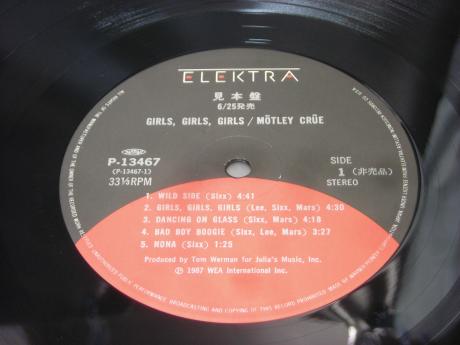 ELEKTRA
見本盤
6/25発売
GIRLS, GIRLS, GIRLS / MÖTLEY CRÜE
P-13467
(P-13467-1)
33⅓RPM
SIDE
1 (非売品)
STEREO
1. WILD SIDE (Sixx) 4:41
2. GIRLS, GIRLS, GIRLS (Lee, Sixx, Mars) 4:30
3. DANCING ON GLASS (Sixx, Mars) 4:18
4. BAD BOY BOOGIE (Sixx, Lee, Mars) 3:27
5. NONA (Sixx) 1:25
Produced by Tom Werman for Julia's Music, Inc.
℗ 1987 WEA International Inc.